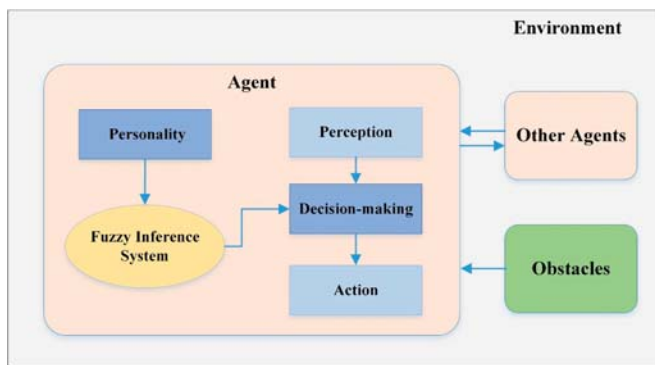 Environment
Agent
Personality
Perception
Other Agents
Decision-making
Fuzzy Inference
System
Action
Obstacles